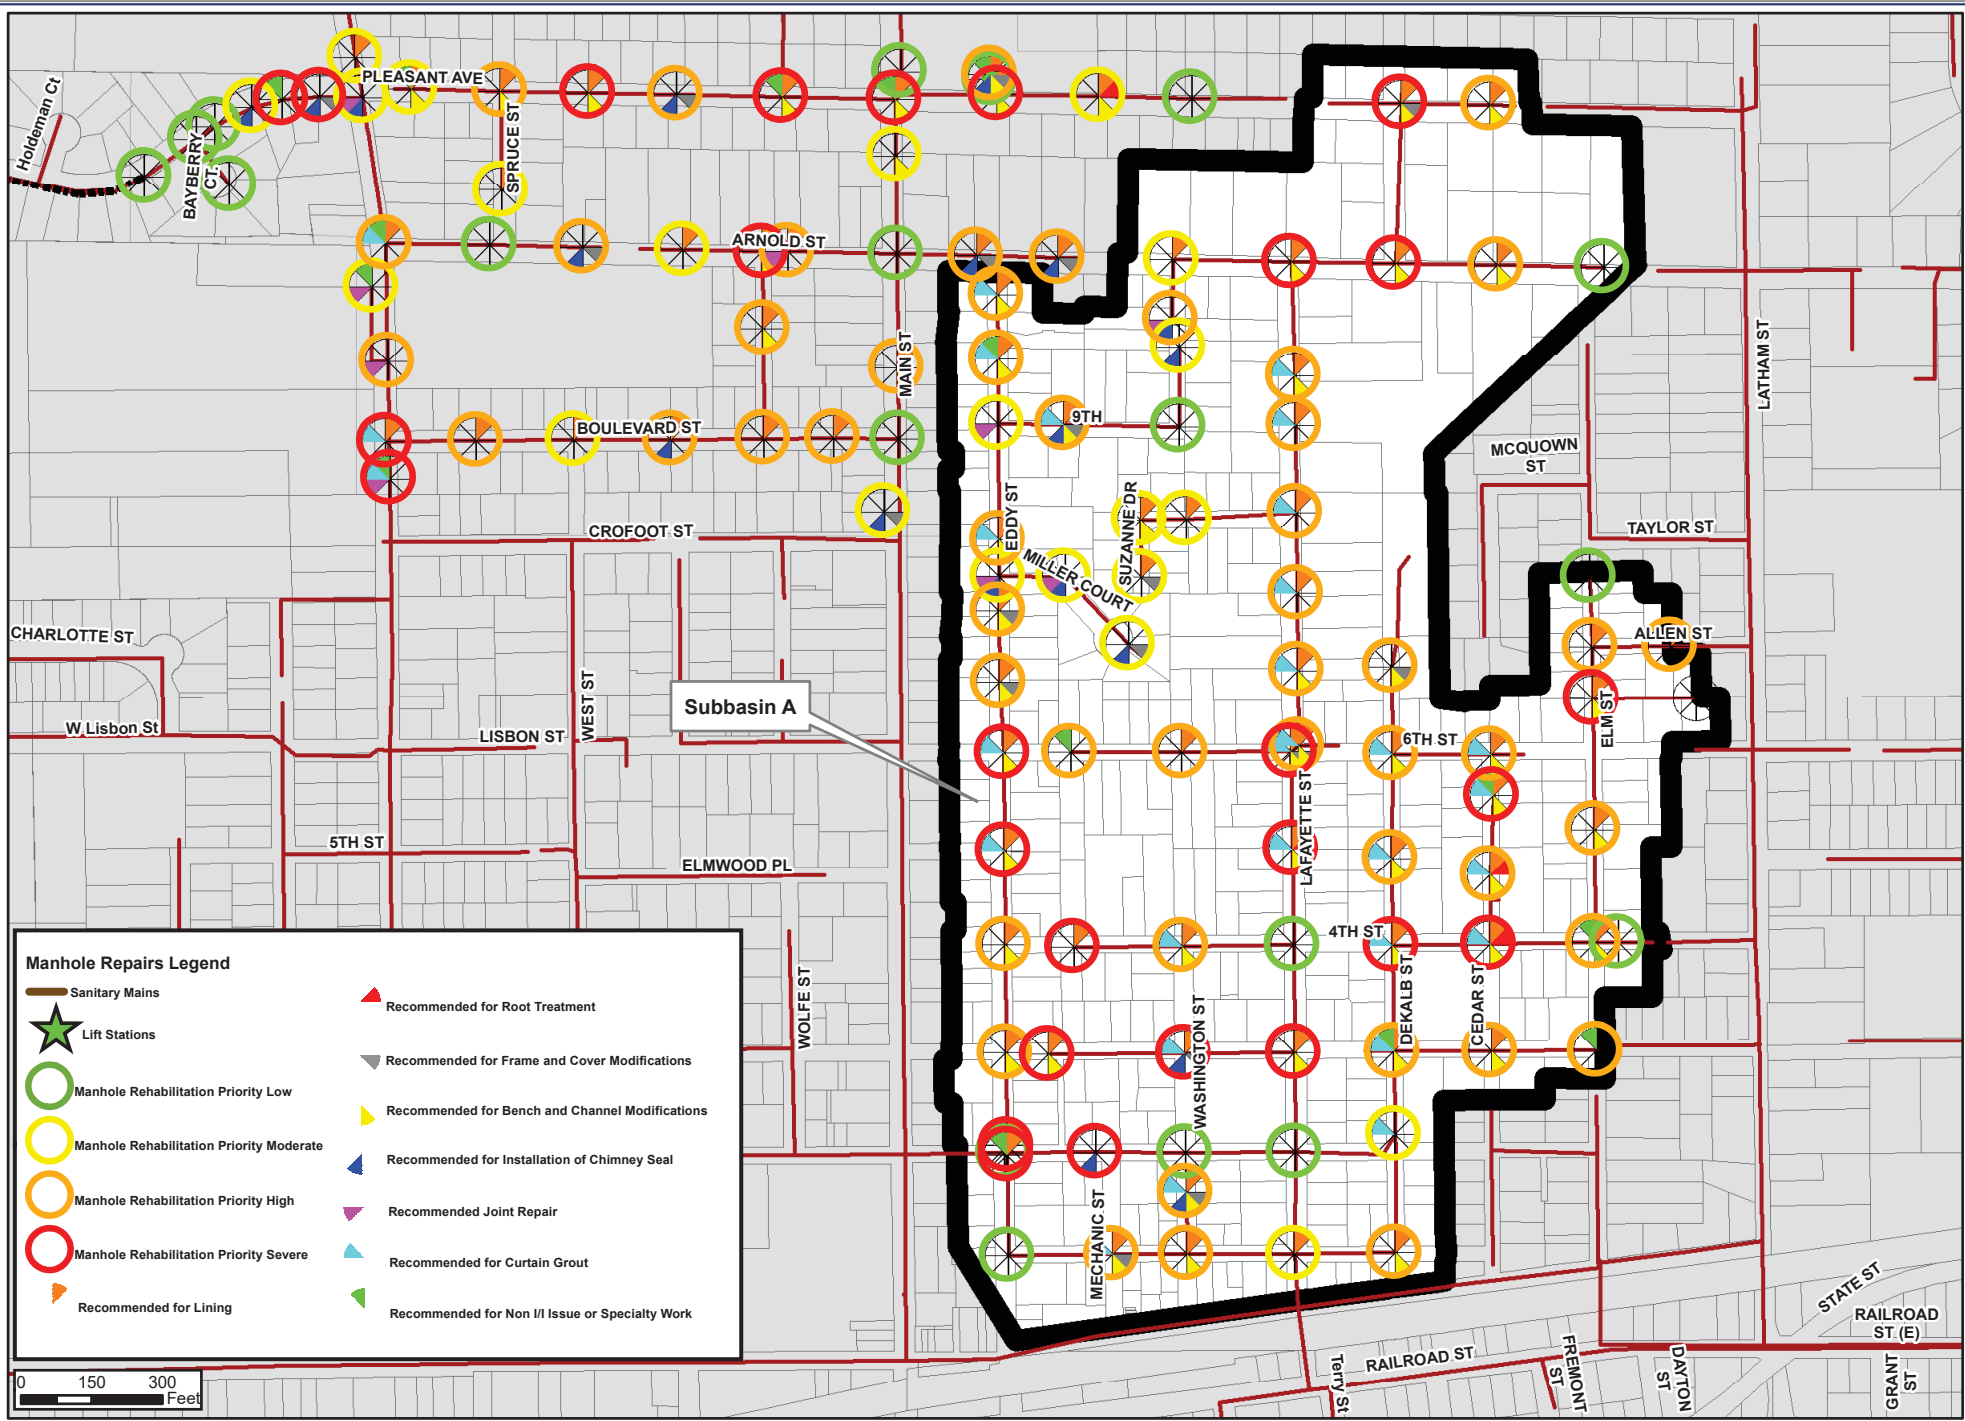 Holdeman Ct
PLEASANT AVE
SPRUCE ST
BAYBERRY
CT.
ARNOLD ST
MAIN ST
BOULEVARD ST
9TH
LATHAM ST
MCQUOWN
ST
TAYLOR ST
CROFOOT ST
EDDY ST
SUZANNE DR
MILLER COURT
CHARLOTTE ST
ALLEN ST
WEST ST
Subbasin A
ELM ST
W Lisbon St
LISBON ST
6TH ST
LAFAYETTE ST
5TH ST
ELMWOOD PL
4TH ST
WOLFE ST
DEKALB ST
CEDAR ST
WASHINGTON ST
MECHANIC ST
Manhole Repairs Legend
Sanitary Mains
Lift Stations
Manhole Rehabilitation Priority Low
Manhole Rehabilitation Priority Moderate
Manhole Rehabilitation Priority High
Manhole Rehabilitation Priority Severe
Recommended for Lining
Recommended for Root Treatment
Recommended for Frame and Cover Modifications
Recommended for Bench and Channel Modifications
Recommended for Installation of Chimney Seal
Recommended Joint Repair
Recommended for Curtain Grout
Recommended for Non I/I Issue or Specialty Work
STATE ST
RAILROAD
ST (E)
RAILROAD ST
Terry St
FREMONT
ST
DAYTON
ST
GRANT
ST
0 150 300
Feet